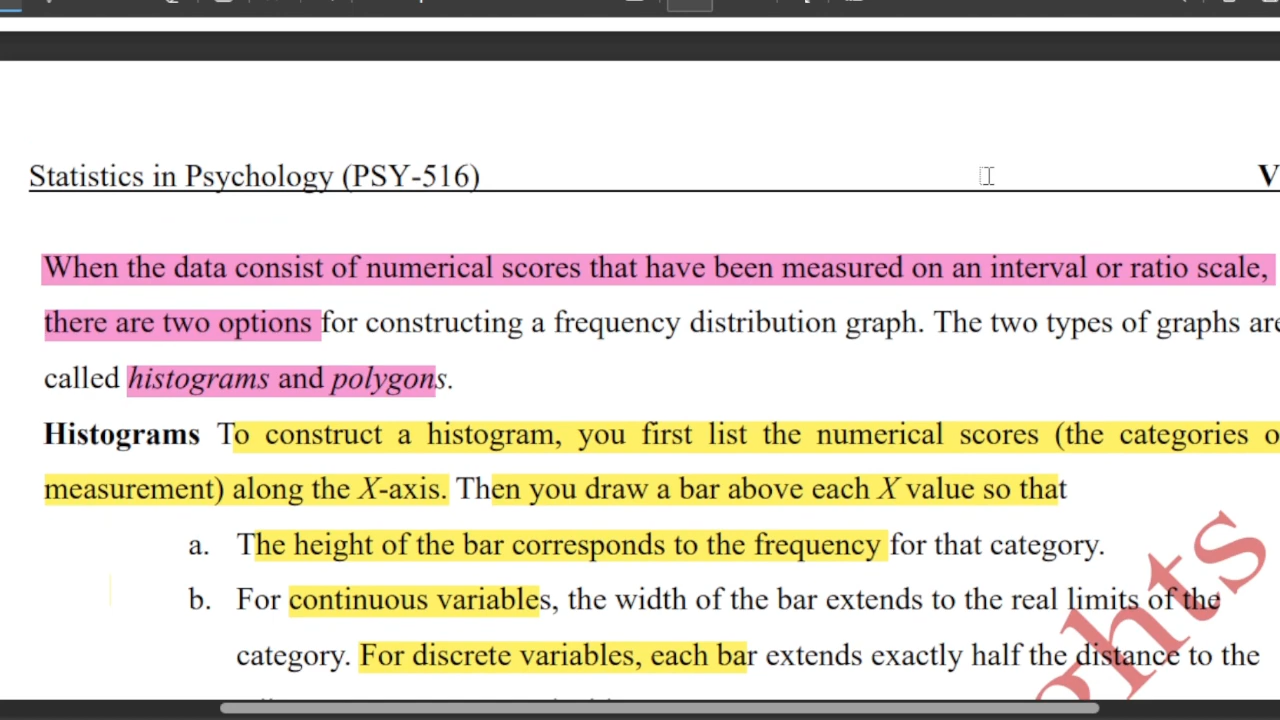 Statistics in Psychology (PSY-516) V
When the data consist of numerical scores that have been measured on an interval or ratio scale,
there are two options for constructing a frequency distribution graph. The two types of graphs are
called histograms and polygons.
Histograms To construct a histogram, you first list the numerical scores (the categories o
measurement) along the X-axis. Then you draw a bar above each X value so that
a. The height of the bar corresponds to the frequency for that category.
b. For continuous variables, the width of the bar extends to the real limits of the
category. For discrete variables, each bar extends exactly half the distance to the
ghts